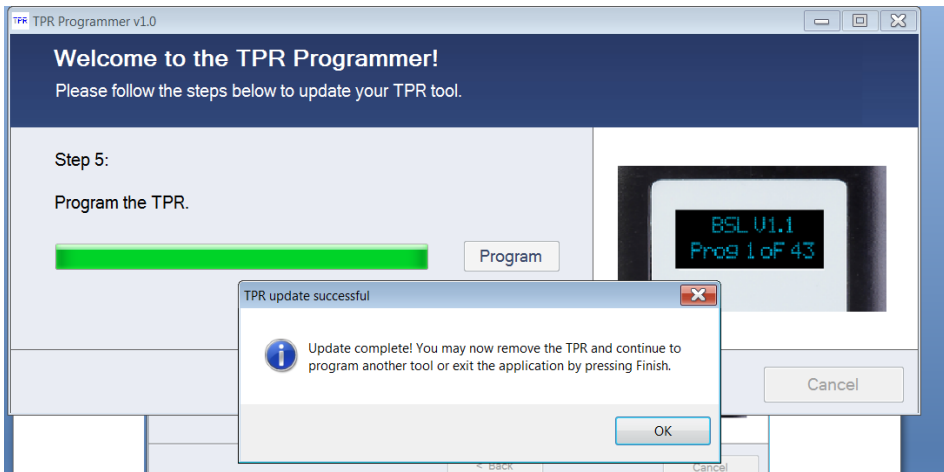 TPR TPR Programmer v1.0
Welcome to the TPR Programmer!
Please follow the steps below to update your TPR tool.
Step 5:
Program the TPR.
Program
BSL V1.1
Prog 1 oF 43
TPR update successful
Update complete! You may now remove the TPR and continue to
program another tool or exit the application by pressing Finish.
OK
Cancel
< Back
Cancel